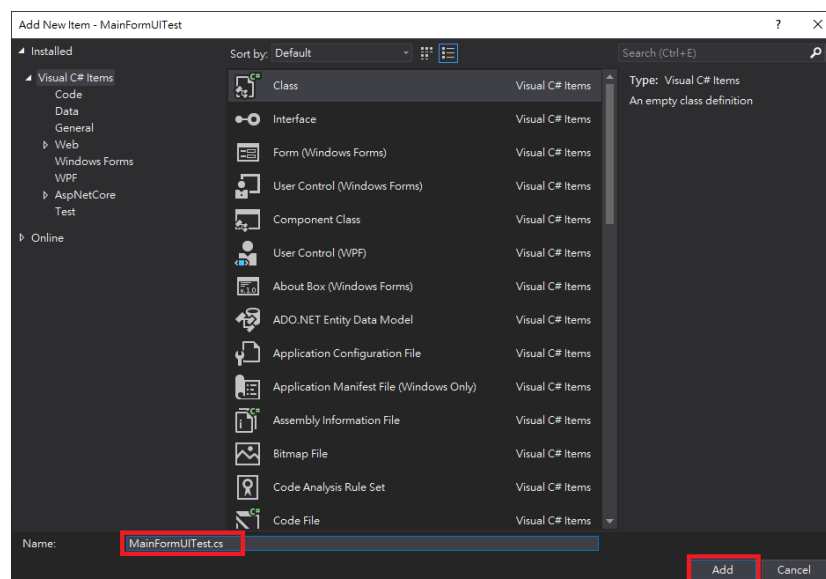 Add New Item - MainFormUITest
?
X
Installed
Sort by: Default
Search (Ctrl+E)
Visual C# Items
Code
Data
General
Web
Windows Forms
WPF
AspNetCore
Test
Online
Class Visual C# Items
Interface Visual C# Items
Form (Windows Forms) Visual C# Items
User Control (Windows Forms) Visual C# Items
Component Class Visual C# Items
User Control (WPF) Visual C# Items
About Box (Windows Forms) Visual C# Items
ADO.NET Entity Data Model Visual C# Items
Application Configuration File Visual C# Items
Application Manifest File (Windows Only) Visual C# Items
Assembly Information File Visual C# Items
Bitmap File Visual C# Items
Code Analysis Rule Set Visual C# Items
Code File Visual C# Items
Type: Visual C# Items
An empty class definition
Name: MainFormUITest.cs
Add Cancel